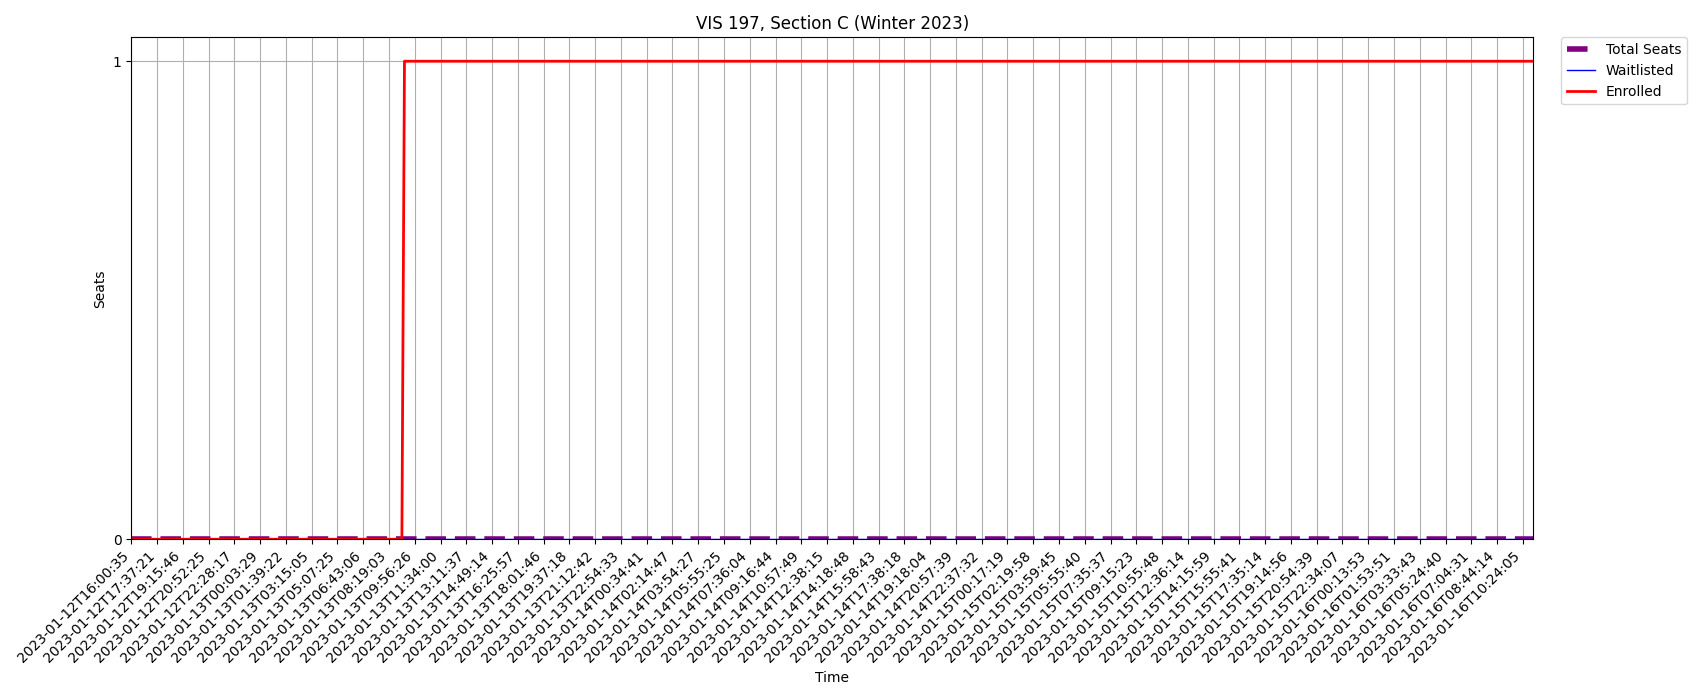 VIS 197, Section C (Winter 2023)
Total Seats
Waitlisted
Enrolled
Seats
1
0
2023-01-12T16:00:35
2023-01-12T17:37:21
2023-01-12T19:15:46
2023-01-12T20:52:25
2023-01-12T22:28:17
2023-01-13T00:03:29
2023-01-13T01:39:22
2023-01-13T03:15:05
2023-01-13T05:07:25
2023-01-13T06:43:06
2023-01-13T08:19:03
2023-01-13T09:56:26
2023-01-13T11:34:00
2023-01-13T13:11:37
2023-01-13T14:49:14
2023-01-13T16:25:57
2023-01-13T18:01:46
2023-01-13T19:37:18
2023-01-13T21:12:42
2023-01-13T22:54:33
2023-01-14T00:34:41
2023-01-14T02:14:47
2023-01-14T03:54:27
2023-01-14T05:55:25
2023-01-14T07:36:04
2023-01-14T09:16:44
2023-01-14T10:57:49
2023-01-14T12:38:15
2023-01-14T14:18:48
2023-01-14T15:58:43
2023-01-14T17:38:18
2023-01-14T19:18:04
2023-01-14T20:57:39
2023-01-14T22:37:32
2023-01-15T00:17:19
2023-01-15T02:19:58
2023-01-15T03:59:45
2023-01-15T05:55:40
2023-01-15T07:35:37
2023-01-15T09:15:23
2023-01-15T10:55:48
2023-01-15T12:36:14
2023-01-15T14:15:59
2023-01-15T15:55:41
2023-01-15T17:35:14
2023-01-15T19:14:56
2023-01-15T20:54:39
2023-01-15T22:34:07
2023-01-16T00:13:53
2023-01-16T01:53:51
2023-01-16T03:33:43
2023-01-16T05:24:40
2023-01-16T07:04:31
2023-01-16T08:44:14
2023-01-16T10:24:05
Time